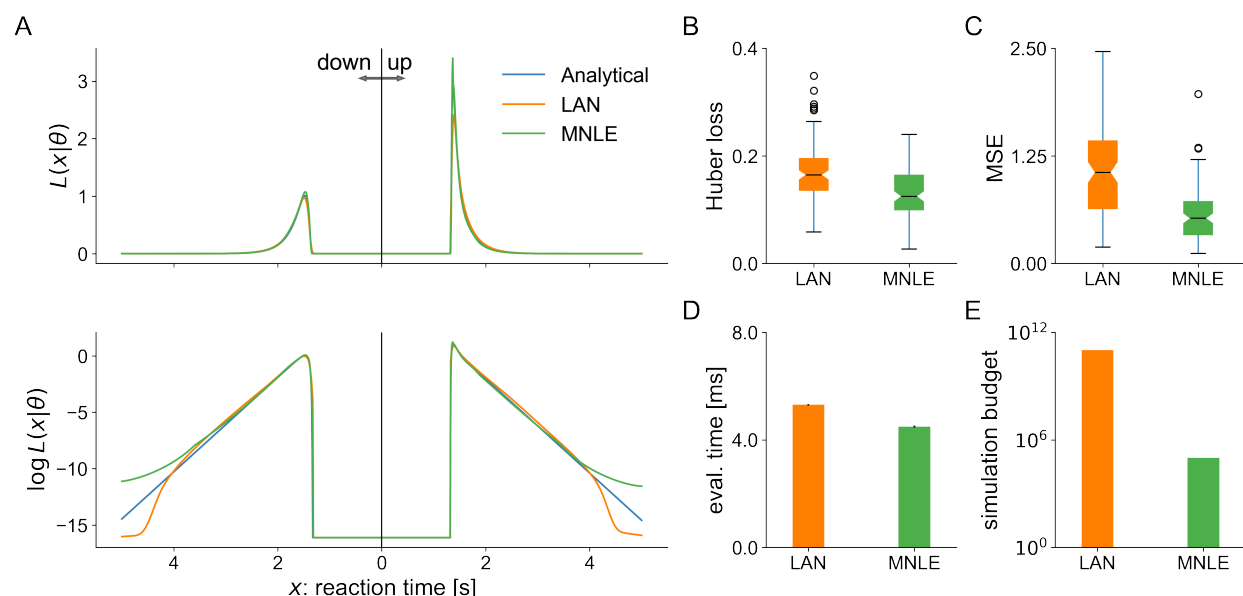 A
down
up
Analytical
LAN
MNLE
3
2
1
0
L(x|θ)
4
2
0
2
4
0
−5
−10
−15
log L(x|θ)
x: reaction time [s]
B
0.4
0.2
0.0
Huber loss
LAN
MNLE
C
2.50
1.25
0.00
MSE
LAN
MNLE
D
8.0
4.0
0.0
eval. time [ms]
LAN
MNLE
E
10¹²
10⁶
10⁰
simulation budget
LAN
MNLE